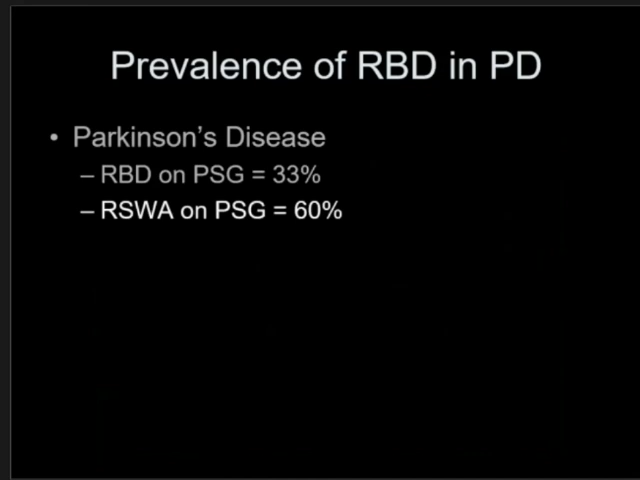 Prevalence of RBD in PD
• Parkinson's Disease
– RBD on PSG = 33%
– RSWA on PSG = 60%